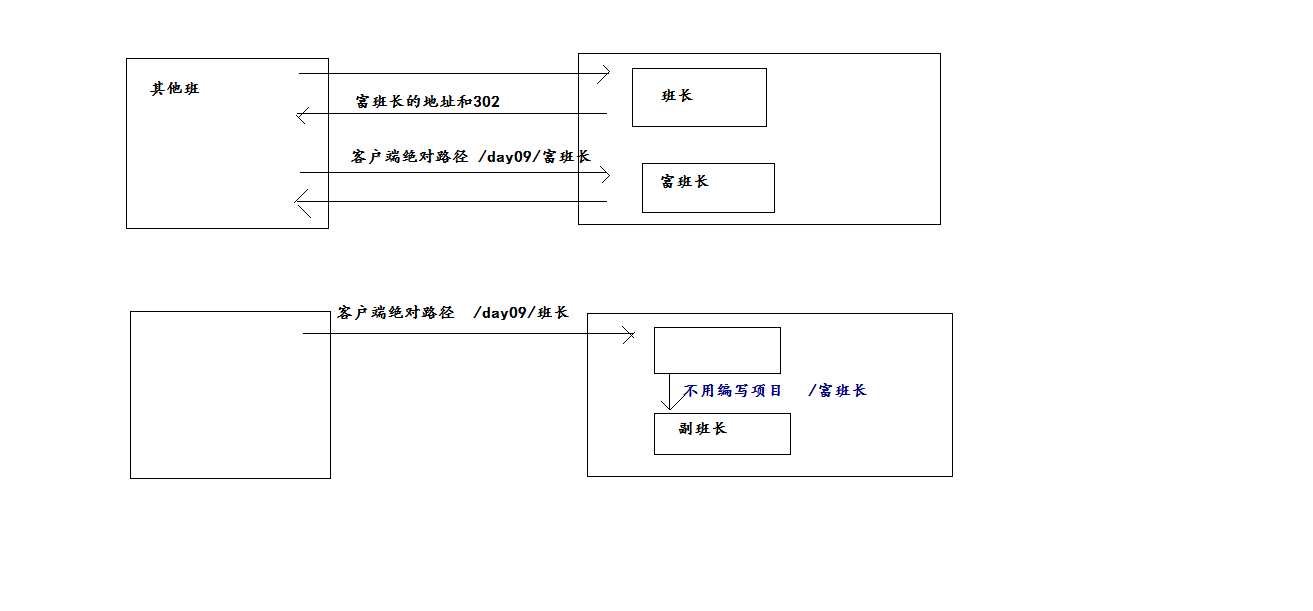 其他班
班长
富班长的地址和302
客户端绝对路径 /day09/富班长
富班长
客户端绝对路径 /day09/班长
不用编写项目 /富班长
副班长